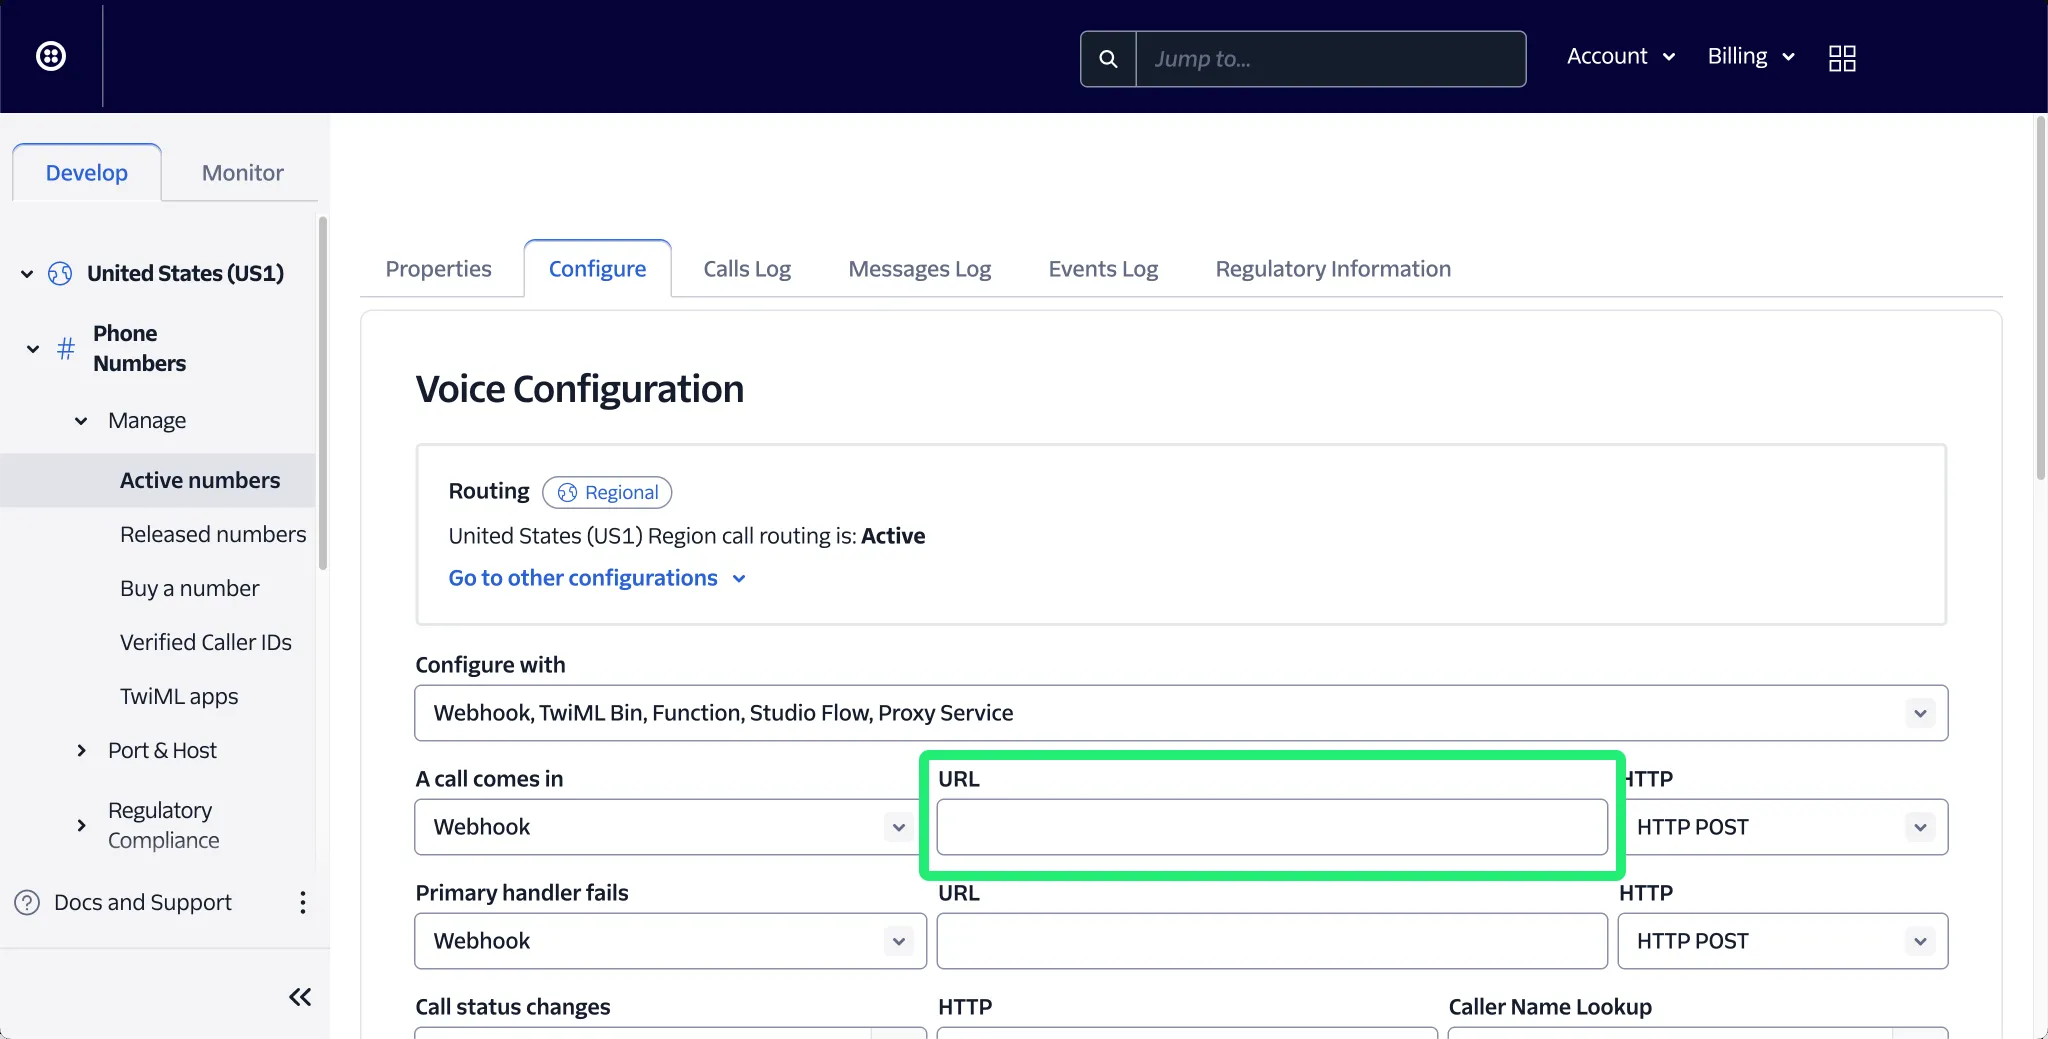 Jump to...
Account
Billing
Develop
Monitor
United States (US1)
Phone
Numbers
Manage
Active numbers
Released numbers
Buy a number
Verified Caller IDs
TwiML apps
Port & Host
Regulatory
Compliance
Docs and Support
Properties
Configure
Calls Log
Messages Log
Events Log
Regulatory Information
Voice Configuration
Routing
Regional
United States (US1) Region call routing is: Active
Go to other configurations
Configure with
Webhook, TwiML Bin, Function, Studio Flow, Proxy Service
A call comes in
URL
HTTP
Webhook
HTTP POST
Primary handler fails
URL
HTTP
Webhook
HTTP POST
Call status changes
HTTP
Caller Name Lookup